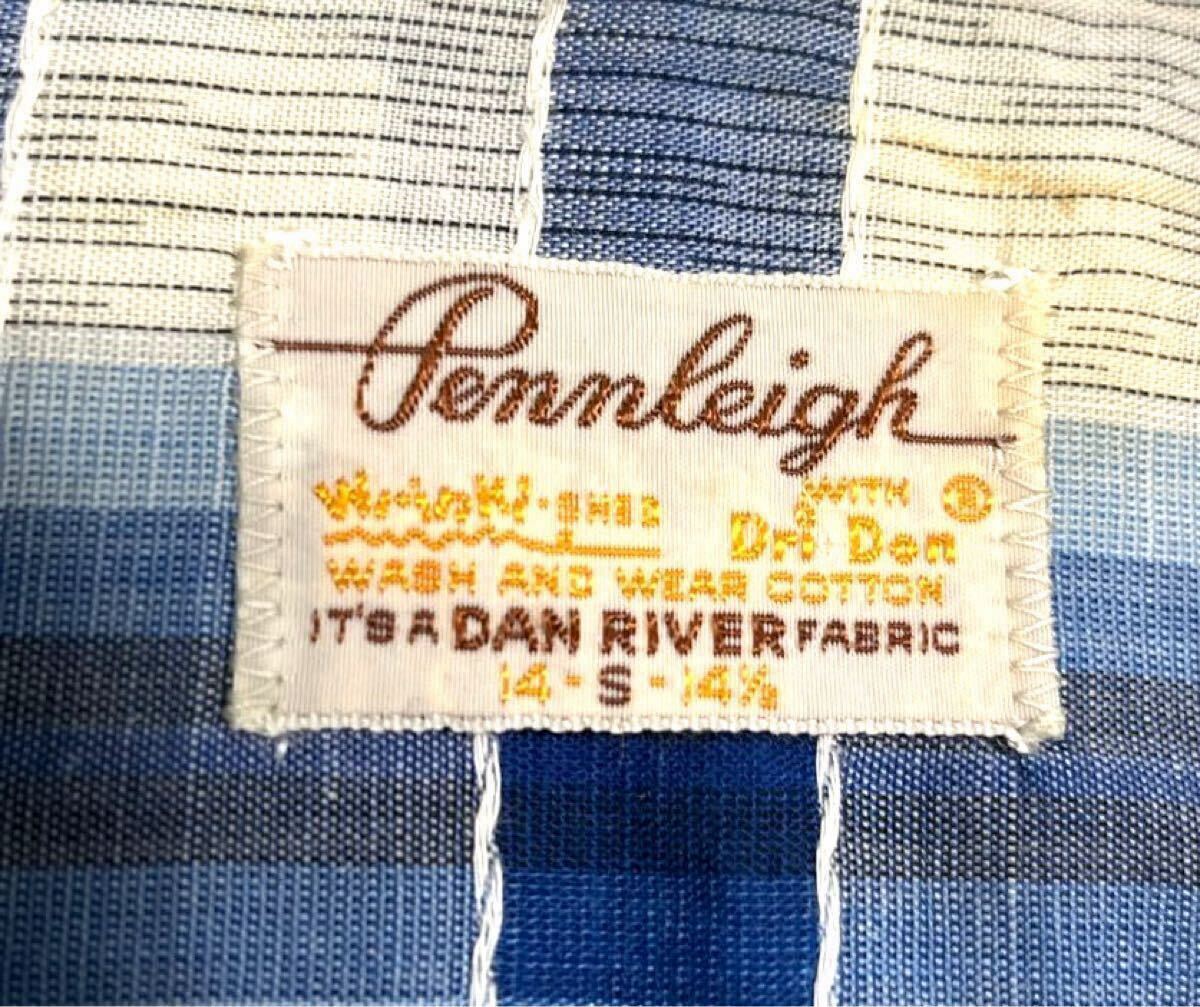 Pennleigh
Wrinkl-Shed WITH ®
Dri Don
WASH AND WEAR COTTON
IT'S A DAN RIVER FABRIC
14 - S - 14½